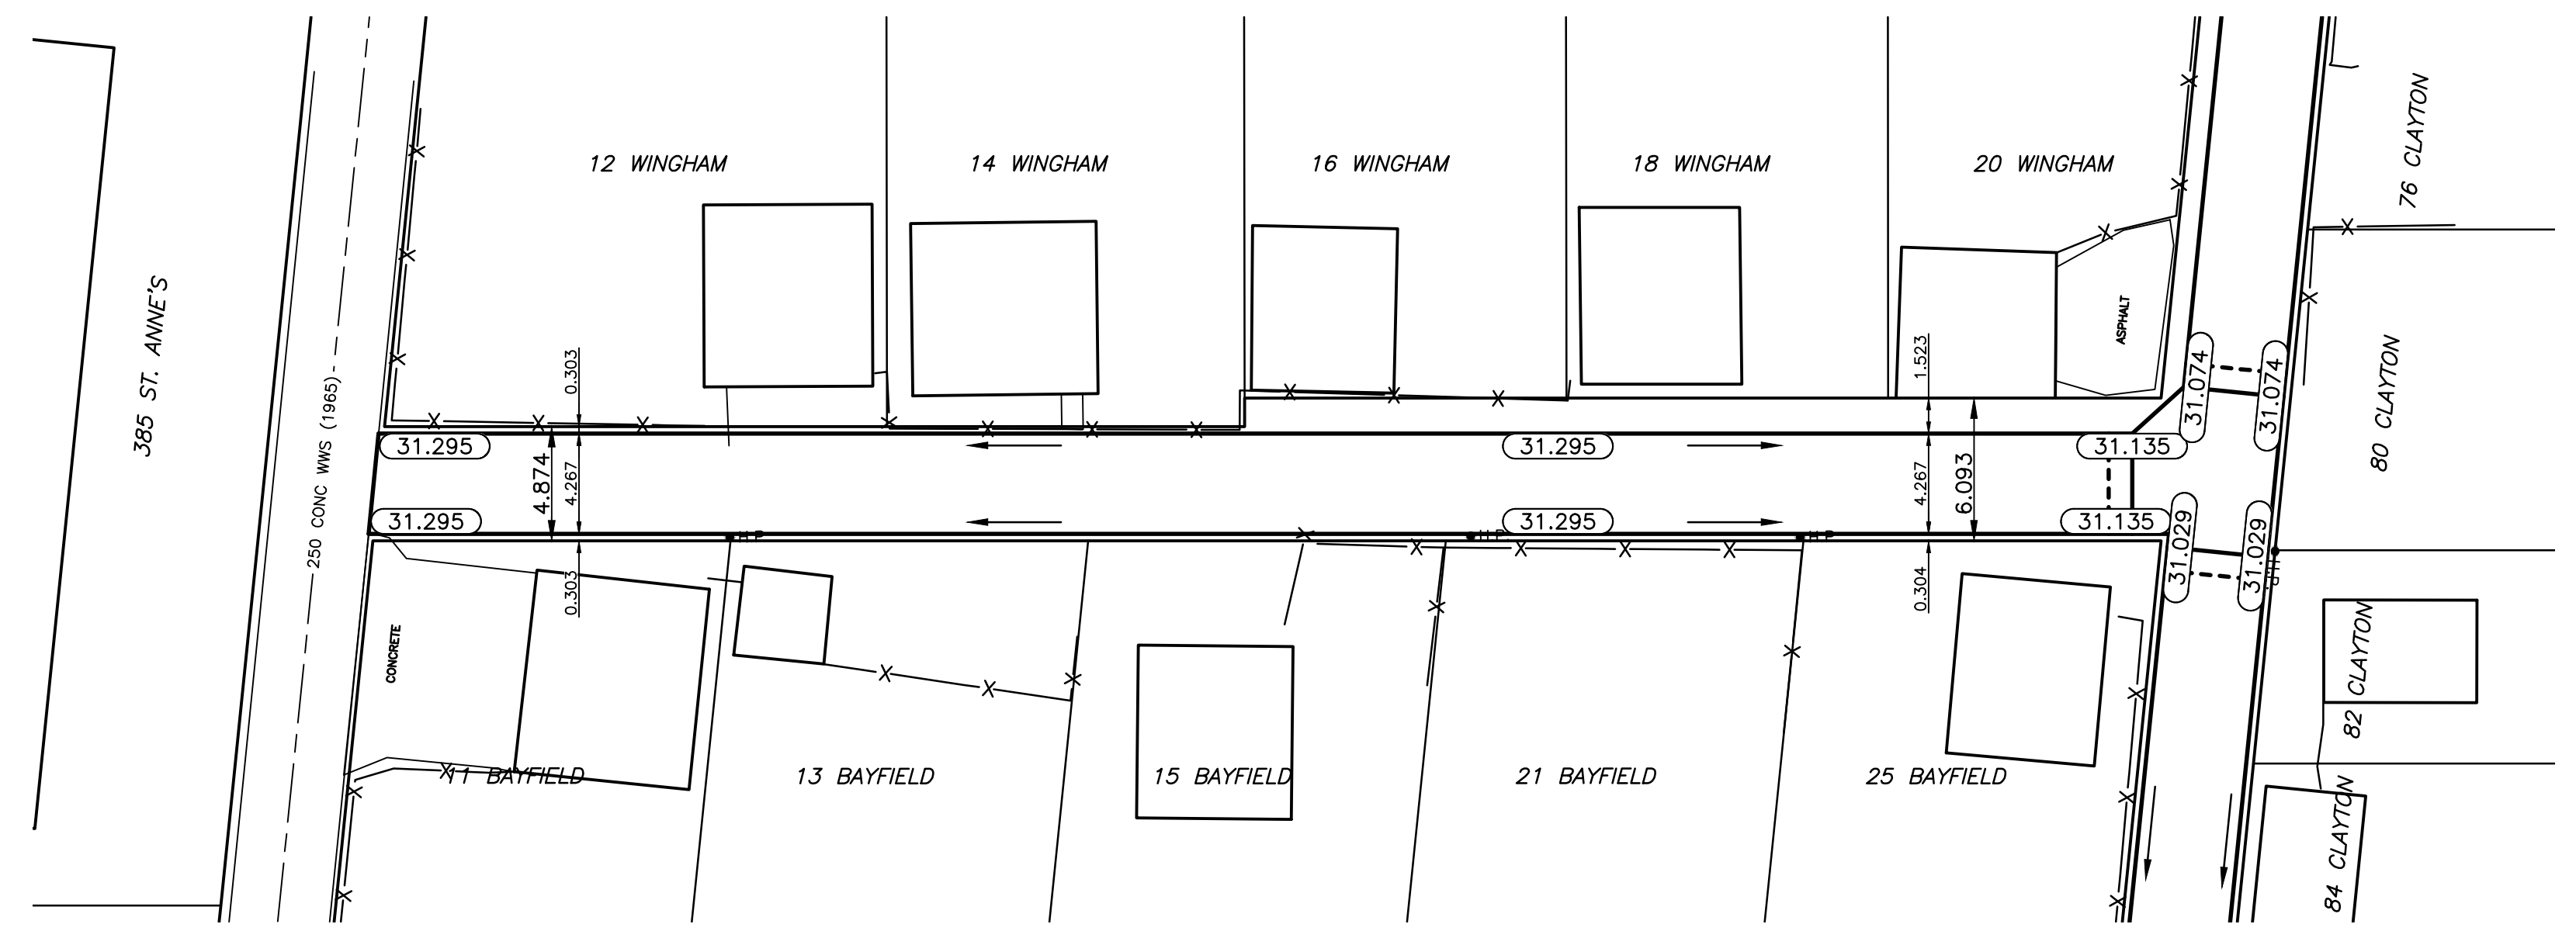 12 WINGHAM
14 WINGHAM
16 WINGHAM
18 WINGHAM
20 WINGHAM
76 CLAYTON
385 ST. ANNE'S
250 CONC WWS (1965)
ASPHALT
0.303
1.523
31.074
31.074
80 CLAYTON
31.295
31.295
31.135
4.874
4.267
4.267
6.093
31.295
31.295
31.135
H.P.
H.P.
H.P.
31.029
31.029
H.P.
0.303
0.304
CONCRETE
82 CLAYTON
11 BAYFIELD
13 BAYFIELD
15 BAYFIELD
21 BAYFIELD
25 BAYFIELD
84 CLAYTON